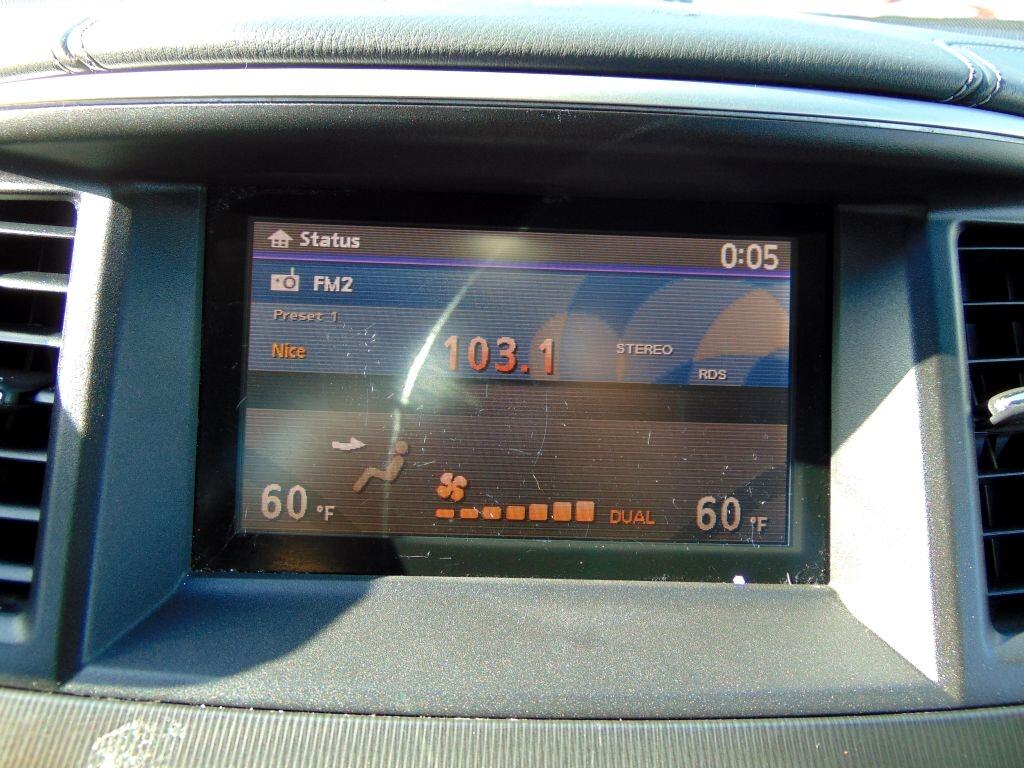 Status 0:05
FM2
Preset 1
Nice 103.1 STEREO
RDS
60 °F DUAL 60 °F